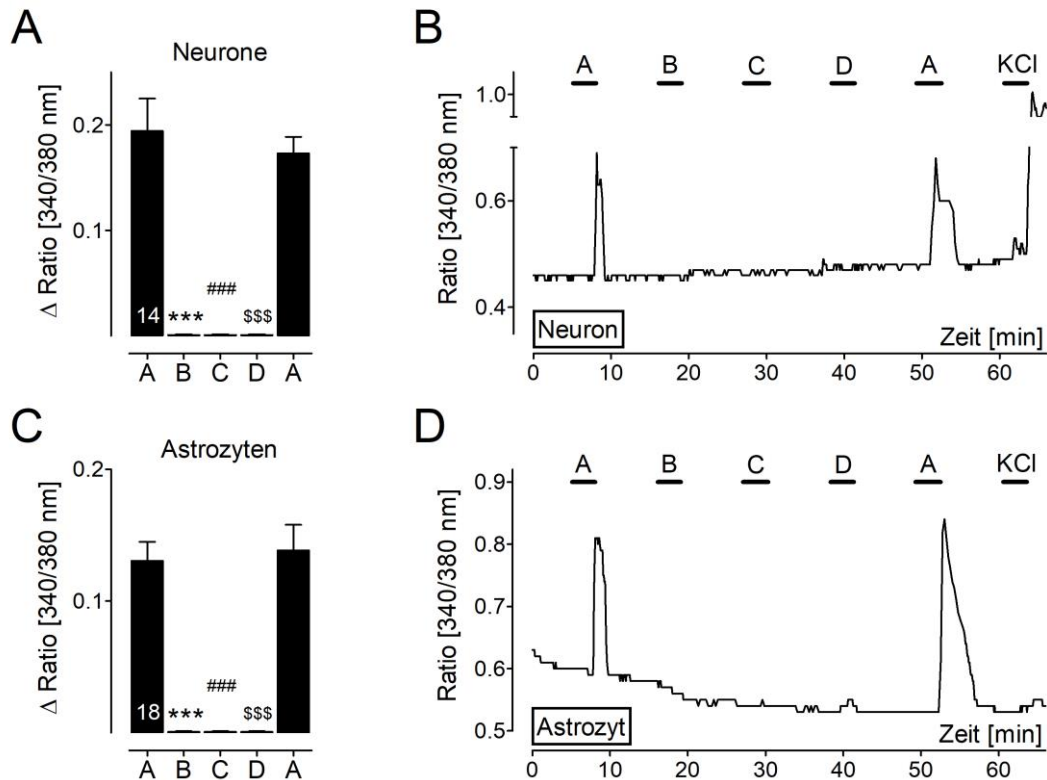 A
Neurone
Δ Ratio [340/380 nm]
0.2
0.1
14
***
###
$$$
A B C D A
B
A B C D A KCl
Ratio [340/380 nm]
1.0
0.6
0.4
Neuron
Zeit [min]
0 10 20 30 40 50 60
C
Astrozyten
Δ Ratio [340/380 nm]
0.2
0.1
18
***
###
$$$
A B C D A
D
A B C D A KCl
Ratio [340/380 nm]
0.9
0.8
0.7
0.6
0.5
Astrozyt
Zeit [min]
0 10 20 30 40 50 60